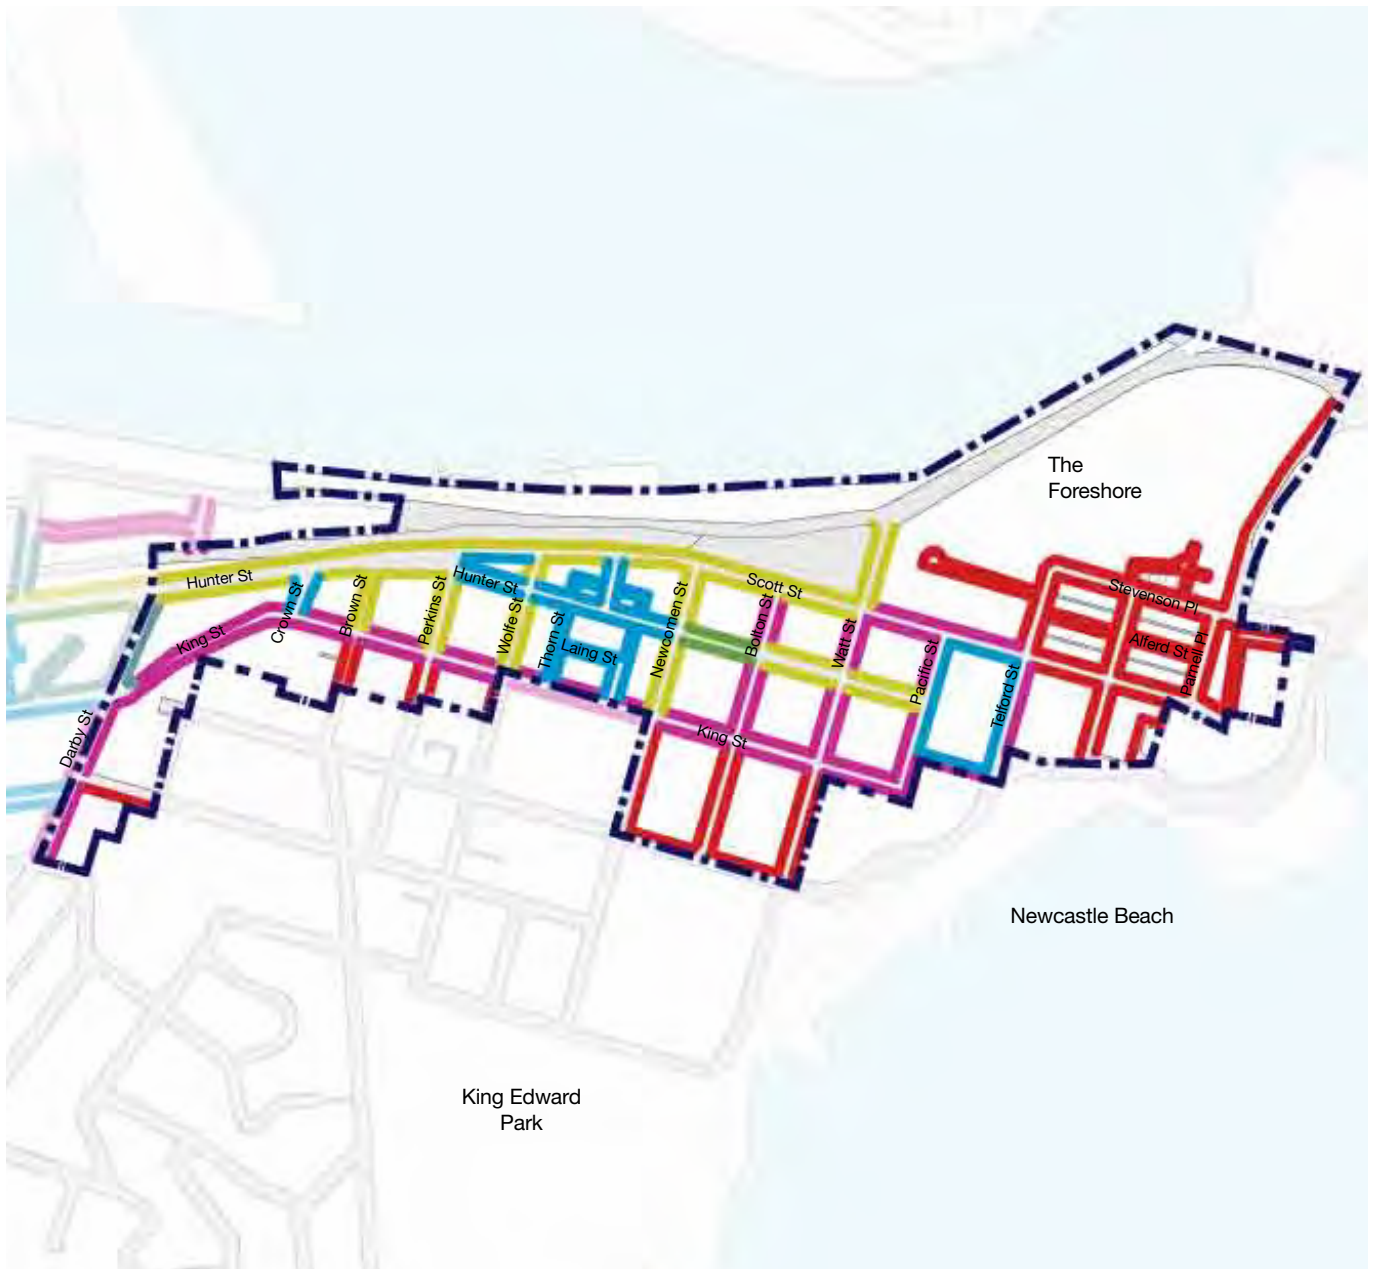 The
Foreshore
Hunter St
Hunter St
Scott St
Stevenson Pl
Crown St
Brown St
Perkins St
Wolfe St
Thorn St
Laing St
Newcomen St
Bolton St
Watt St
Pacific St
Telford St
Alferd St
Parnell Pl
King St
King St
Darby St
Newcastle Beach
King Edward
Park